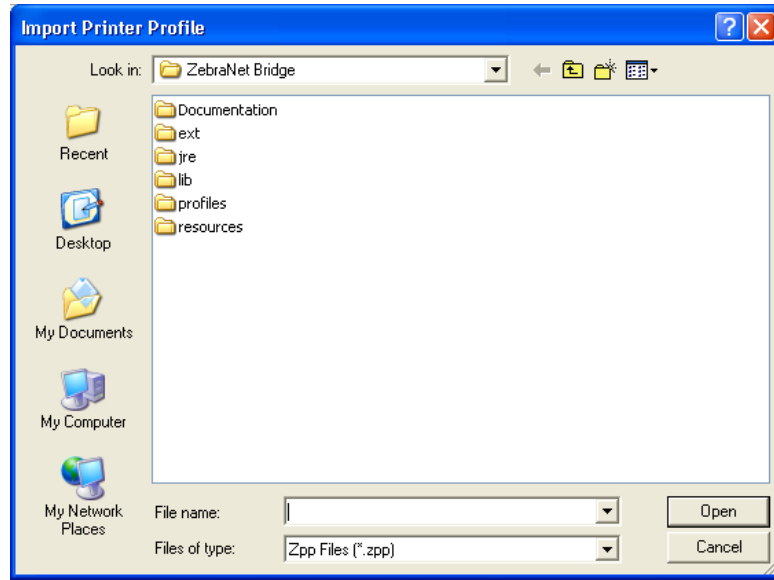 Import Printer Profile
Look in: ZebraNet Bridge
Documentation
ext
jre
lib
profiles
resources
Recent
Desktop
My Documents
My Computer
My Network
Places
File name:
Open
Files of type: Zpp Files (*.zpp)
Cancel